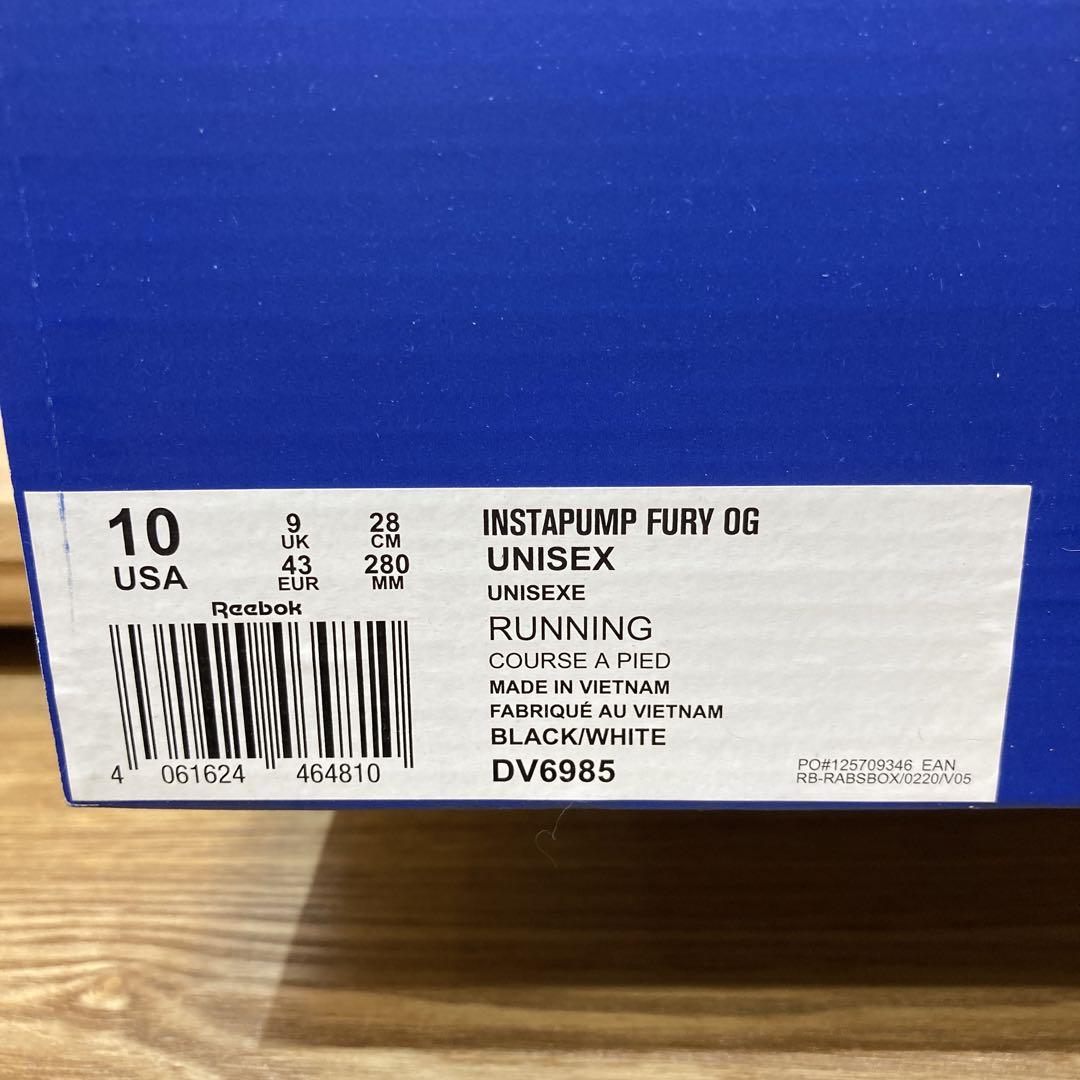 10
USA
9
UK
43
EUR
28
CM
280
MM
Reebok
4 061624 464810
INSTAPUMP FURY OG
UNISEX
UNISEXE
RUNNING
COURSE A PIED
MADE IN VIETNAM
FABRIQUÉ AU VIETNAM
BLACK/WHITE
DV6985
PO#125709346 EAN
RB-RABSBOX/0220/V05